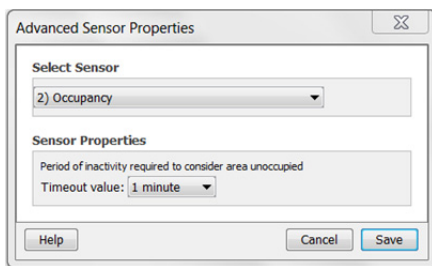 Advanced Sensor Properties
Select Sensor
2) Occupancy
Sensor Properties
Period of inactivity required to consider area unoccupied
Timeout value: 1 minute
Help Cancel Save